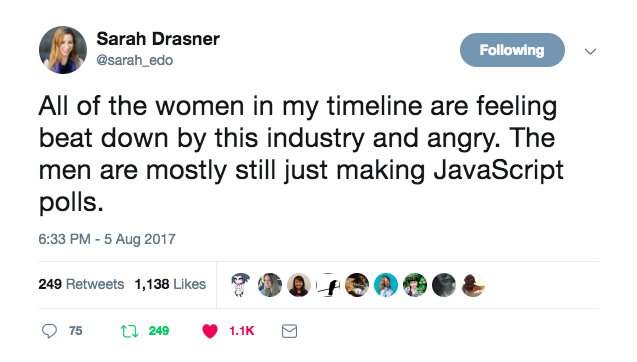 Sarah Drasner
@sarah_edo
Following
All of the women in my timeline are feeling
beat down by this industry and angry. The
men are mostly still just making JavaScript
polls.
6:33 PM - 5 Aug 2017
249 Retweets 1,138 Likes
75 249 1.1K